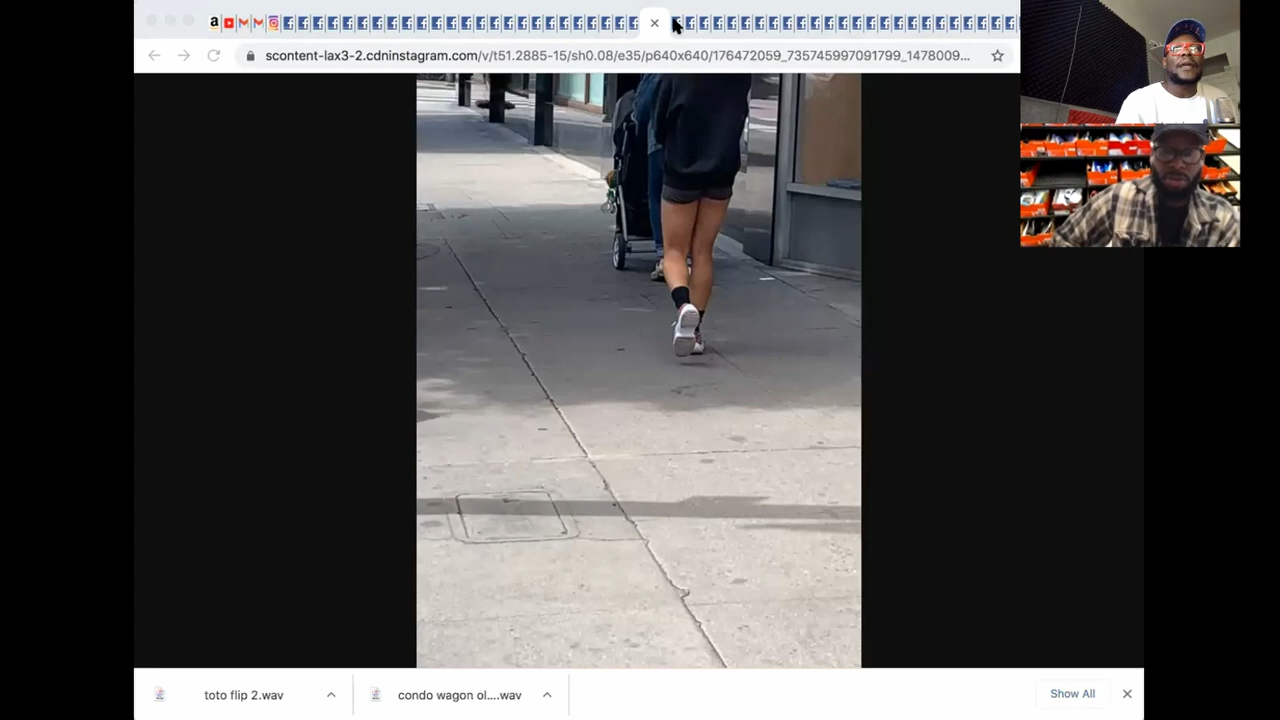 scontent-lax3-2.cdninstagram.com/v/t51.2885-15/sh0.08/e35/p640x640/176472059_735745997091799_1478009...
toto flip 2.wav
condo wagon ol....wav
Show All